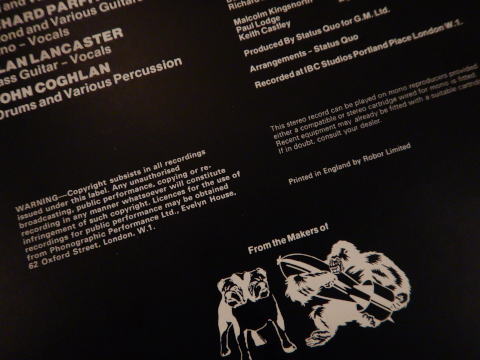 and V
CHARD PARFI
ond and Various Guitars
ano – Vocals
LAN LANCASTER
ass Guitar – Vocals
OHN COGHLAN
Drums and Various Percussion
Richard
Malcolm Kingsnorth
Paul Lodge
Keith Castley
Produced By Status Quo for G.M. Ltd.
Arrangements – Status Quo
Recorded at IBC Studios Portland Place London W.1.
This stereo record can be played on mono reproducers provided
either a compatible or stereo cartridge wired for mono is fitted.
Recent equipment may already be fitted with a suitable cartri
If in doubt, consult your dealer.
Printed in England by Robor Limited
WARNING—Copyright subsists in all recordings
issued under this label. Any unauthorised
broadcasting, public performance, copying or re-
recording in any manner whatsoever will constitute
infringement of such copyright. Licences for the use of
recordings for public performance may be obtained
from Phonographic Performance Ltd., Evelyn House,
62 Oxford Street, London, W.1.
From the Makers of